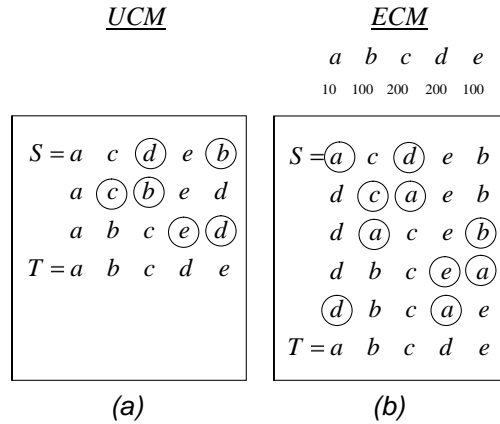 UCM
ECM
a b c d e
10 100 200 200 100
S = a c d e b
a c b e d
a b c e d
T = a b c d e
S = a c d e b
d c a e b
d a c e b
d b c e a
d b c a e
T = a b c d e
(a)
(b)